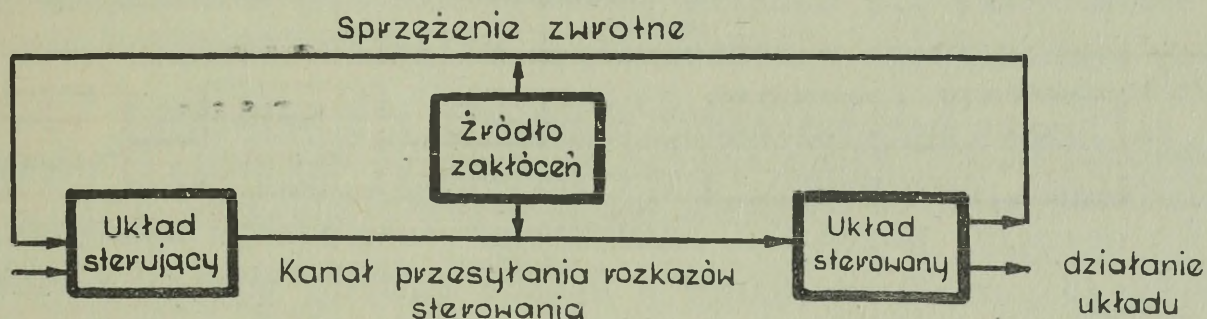 Sprzężenie zwrotne
Źródło
zakłóceń
Układ
sterujący
Kanał przesyłania rozkazów
sterowania
Układ
sterowany
działanie
układu